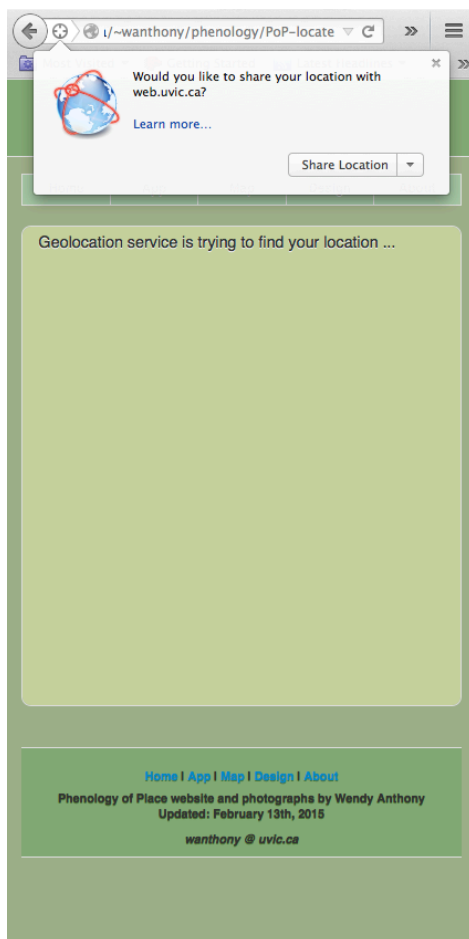 ı/~wanthony/phenology/PoP-locate
Would you like to share your location with
web.uvic.ca?
Learn more...
Share Location
Geolocation service is trying to find your location ...
Home | App | Map | Design | About
Phenology of Place website and photographs by Wendy Anthony
Updated: February 13th, 2015
wanthony @ uvic.ca